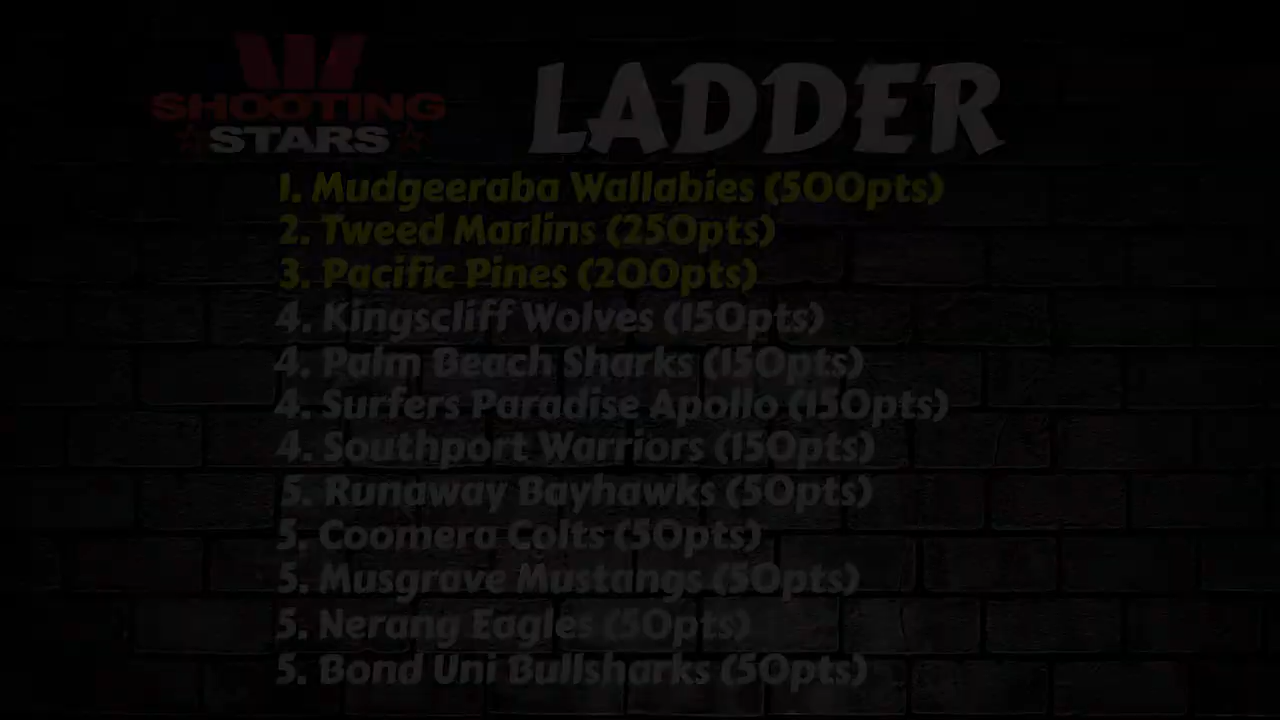 SHOOTING
STARS
LADDER
1. Mudgeeraba Wallabies (500pts)
2. Tweed Marlins (250pts)
3. Pacific Pines (200pts)
4. Kingscliff Wolves (150pts)
4. Palm Beach Sharks (150pts)
4. Surfers Paradise Apollo (150pts)
4. Southport Warriors (150pts)
5. Runaway Bayhawks (50pts)
5. Coomera Colts (50pts)
5. Musgrave Mustangs (50pts)
5. Nerang Eagles (50pts)
5. Bond Uni Bullsharks (50pts)